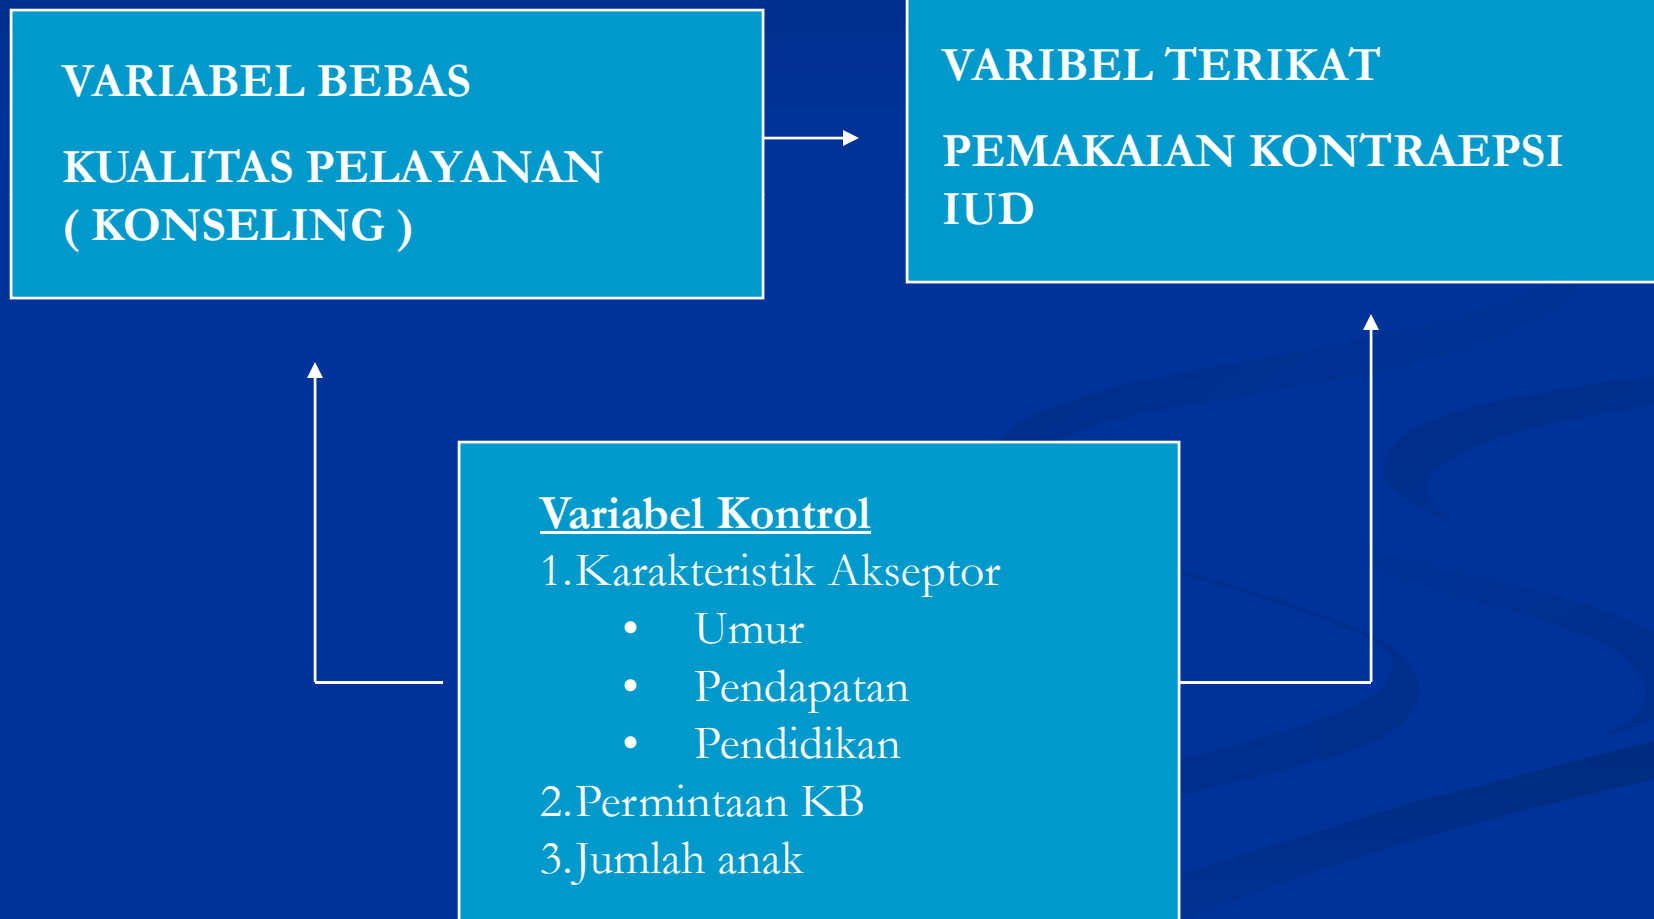 VARIABEL BEBAS
KUALITAS PELAYANAN
( KONSELING )
VARIBEL TERIKAT
PEMAKAIAN KONTRAEPSI
IUD
Variabel Kontrol
1.Karakteristik Akseptor
• Umur
• Pendapatan
• Pendidikan
2.Permintaan KB
3.Jumlah anak